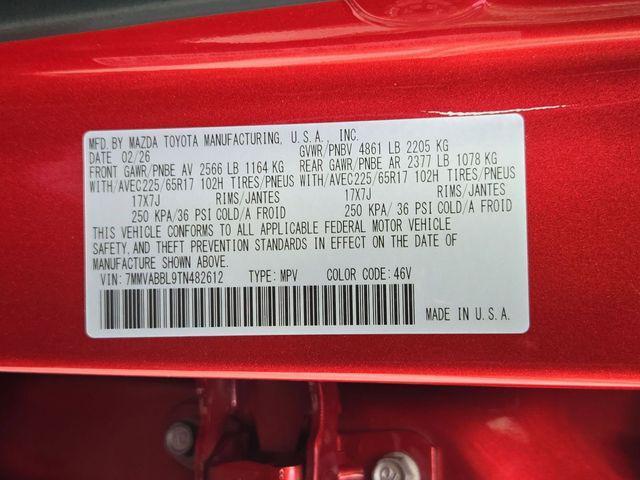 MFD. BY MAZDA TOYOTA MANUFACTURING, U.S.A., INC.
DATE 02/26 GVWR/PNBV 4861 LB 2205 KG
FRONT GAWR/PNBE AV 2566 LB 1164 KG REAR GAWR/PNBE AR 2377 LB 1078 KG
WITH/AVEC225/65R17 102H TIRES/PNEUS WITH/AVEC225/65R17 102H TIRES/PNEUS
17X7J RIMS/JANTES 17X7J RIMS/JANTES
250 KPA/36 PSI COLD/A FROID 250 KPA/ 36 PSI COLD/A FROID
THIS VEHICLE CONFORMS TO ALL APPLICABLE FEDERAL MOTOR VEHICLE
SAFETY, AND THEFT PREVENTION STANDARDS IN EFFECT ON THE DATE OF
MANUFACTURE SHOWN ABOVE.
VIN: 7MMVABBL9TN482612 TYPE: MPV COLOR CODE: 46V
MADE IN U.S.A.